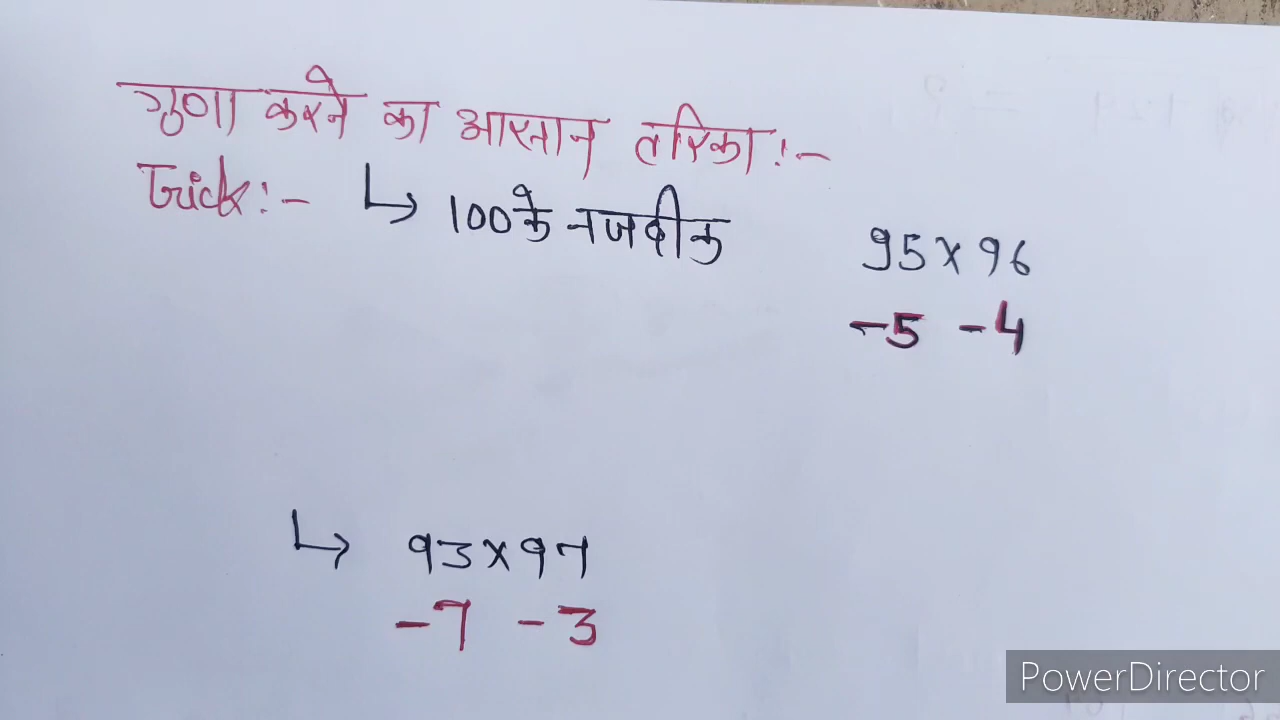 गुणा करने का आसान तरिका:-
Trick:- ↳ 100 के नजदीक
95 x 96
-5 -4
↳ 93 x 97
-7 -3
PowerDirector